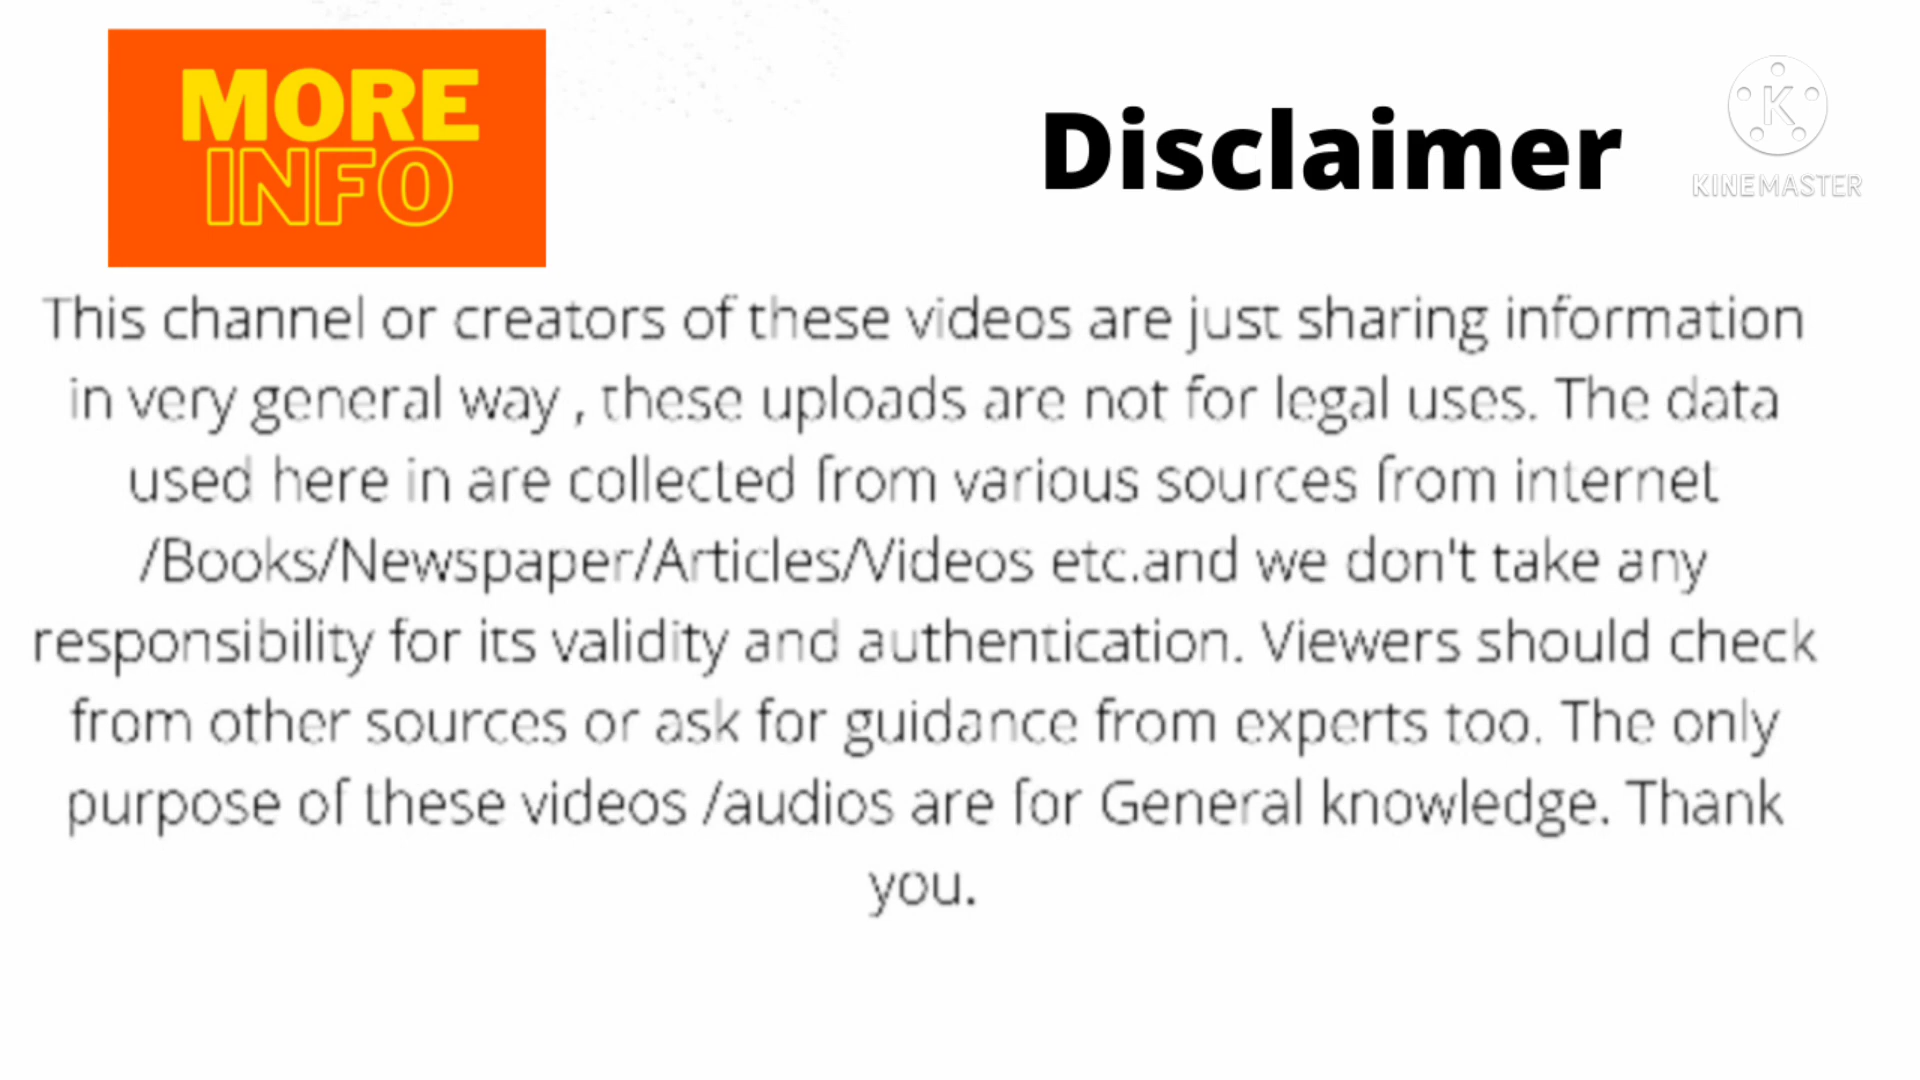 MORE
INFO
Disclaimer
K
KINEMASTER
This channel or creators of these videos are just sharing information
in very general way , these uploads are not for legal uses. The data
used here in are collected from various sources from internet
/Books/Newspaper/Articles/Videos etc.and we don't take any
responsibility for its validity and authentication. Viewers should check
from other sources or ask for guidance from experts too. The only
purpose of these videos /audios are for General knowledge. Thank
you.